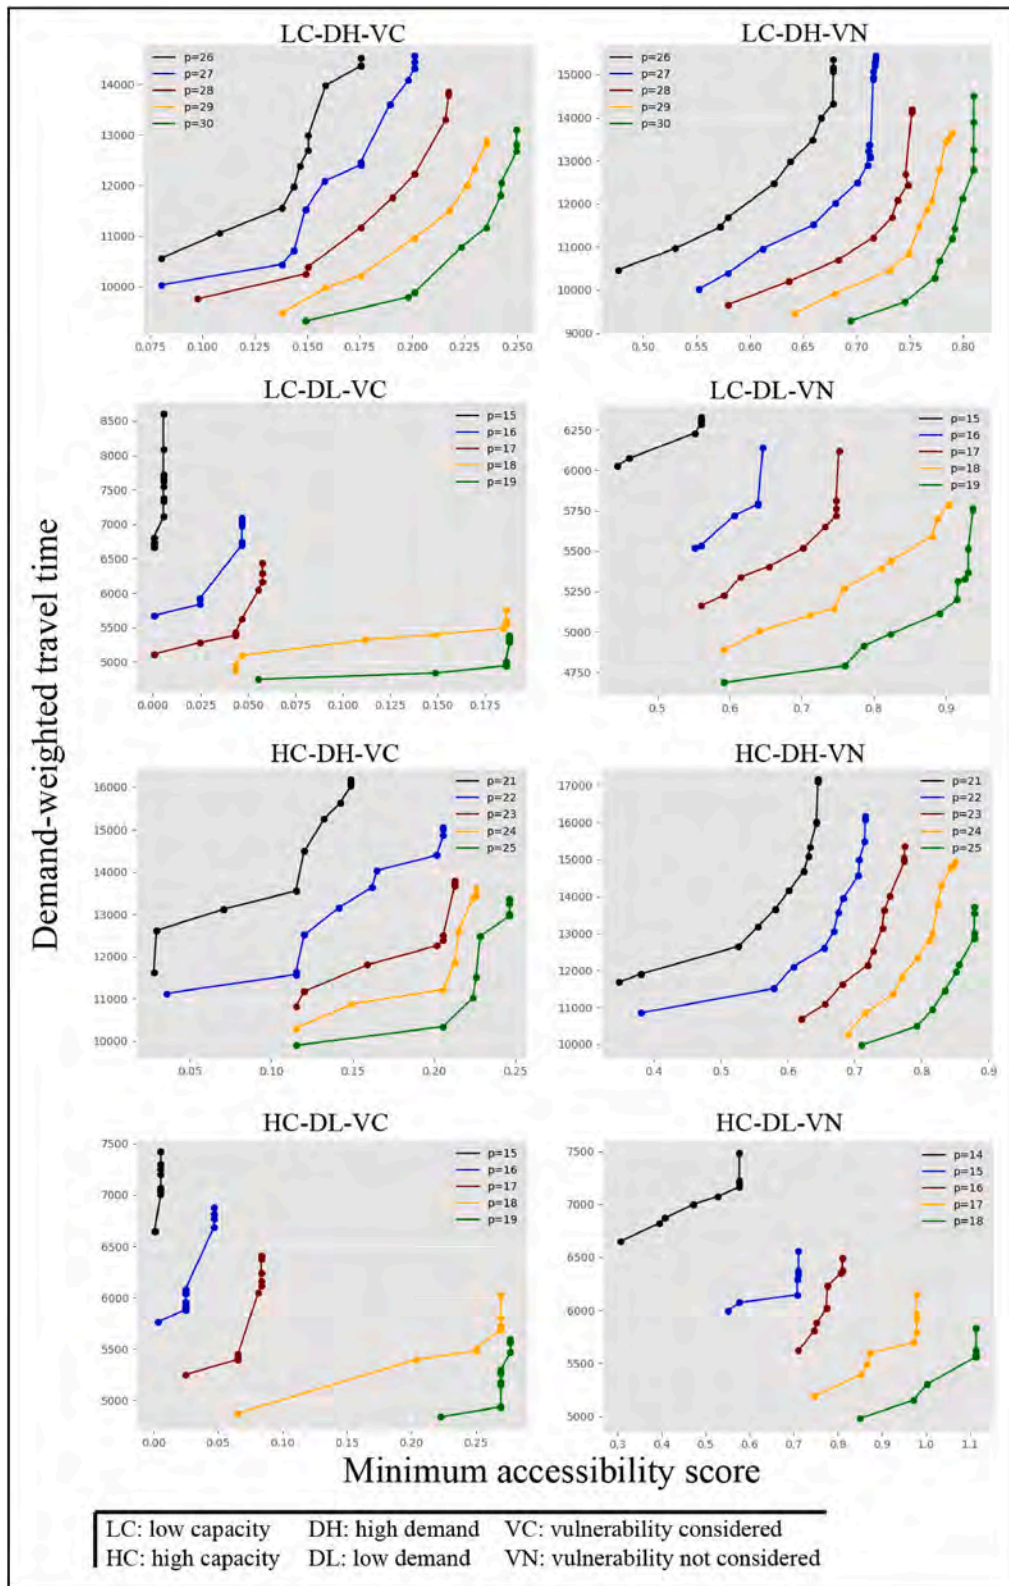 LC-DH-VC
LC-DH-VN
p=26
p=27
p=28
p=29
p=30
14000
13000
12000
11000
10000
0.075 0.100 0.125 0.150 0.175 0.200 0.225 0.250
p=26
p=27
p=28
p=29
p=30
15000
14000
13000
12000
11000
10000
9000
0.50 0.55 0.60 0.65 0.70 0.75 0.80
LC-DL-VC
LC-DL-VN
p=15
p=16
p=17
p=18
p=19
8500
8000
7500
7000
6500
6000
5500
5000
0.000 0.025 0.050 0.075 0.100 0.125 0.150 0.175
p=15
p=16
p=17
p=18
p=19
6250
6000
5750
5500
5250
5000
4750
0.5 0.6 0.7 0.8 0.9
HC-DH-VC
HC-DH-VN
p=21
p=22
p=23
p=24
p=25
16000
15000
14000
13000
12000
11000
10000
0.05 0.10 0.15 0.20 0.25
p=21
p=22
p=23
p=24
p=25
17000
16000
15000
14000
13000
12000
11000
10000
0.4 0.5 0.6 0.7 0.8 0.9
HC-DL-VC
HC-DL-VN
p=15
p=16
p=17
p=18
p=19
7500
7000
6500
6000
5500
5000
0.00 0.05 0.10 0.15 0.20 0.25
p=14
p=15
p=16
p=17
p=18
7500
7000
6500
6000
5500
5000
0.3 0.4 0.5 0.6 0.7 0.8 0.9 1.0 1.1
Demand-weighted travel time
Minimum accessibility score
LC: low capacity DH: high demand VC: vulnerability considered
HC: high capacity DL: low demand VN: vulnerability not considered